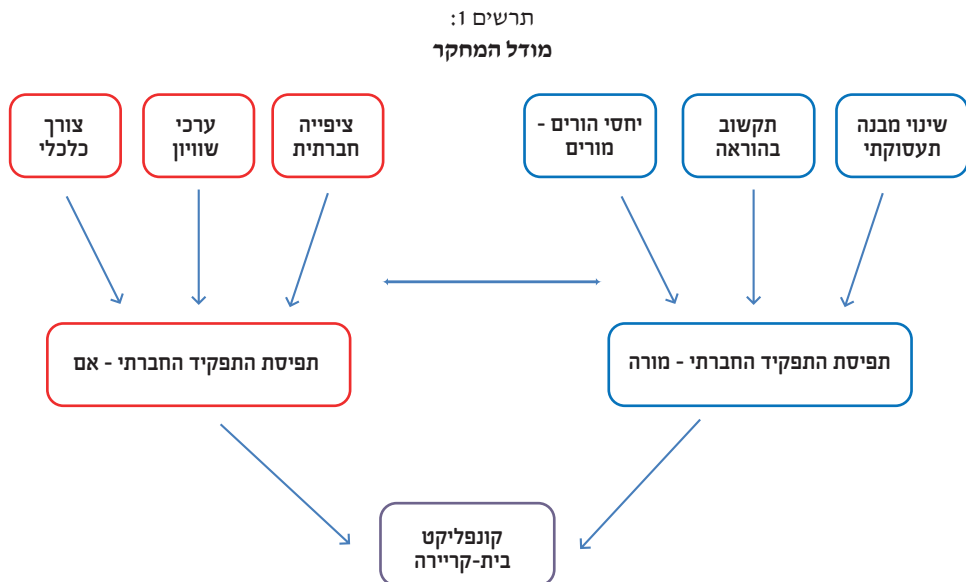 תרשים 1:
מודל המחקר
שינוי מבנה
תעסוקתי
תקשוב
בהוראה
יחסי הורים -
מורים
ציפייה
חברתית
ערכי
שוויון
צורך
כלכלי
תפיסת התפקיד החברתי - מורה
תפיסת התפקיד החברתי - אם
קונפליקט
בית-קריירה